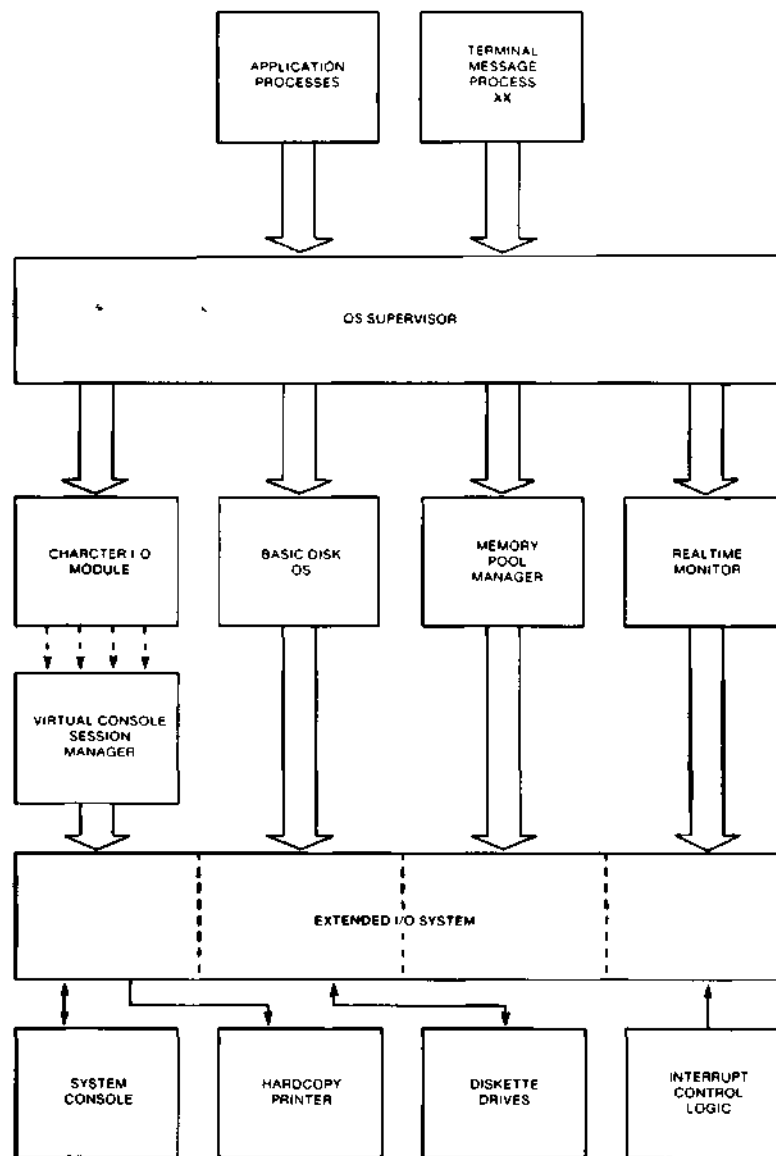 APPLICATION
PROCESSES
TERMINAL
MESSAGE
PROCESS
XX
OS SUPERVISOR
CHARCTER I O
MODULE
BASIC DISK
OS
MEMORY
POOL
MANAGER
REALTIME
MONITOR
VIRTUAL CONSOLE
SESSION
MANAGER
EXTENDED I/O SYSTEM
SYSTEM
CONSOLE
HARDCOPY
PRINTER
DISKETTE
DRIVES
INTERRUPT
CONTROL
LOGIC